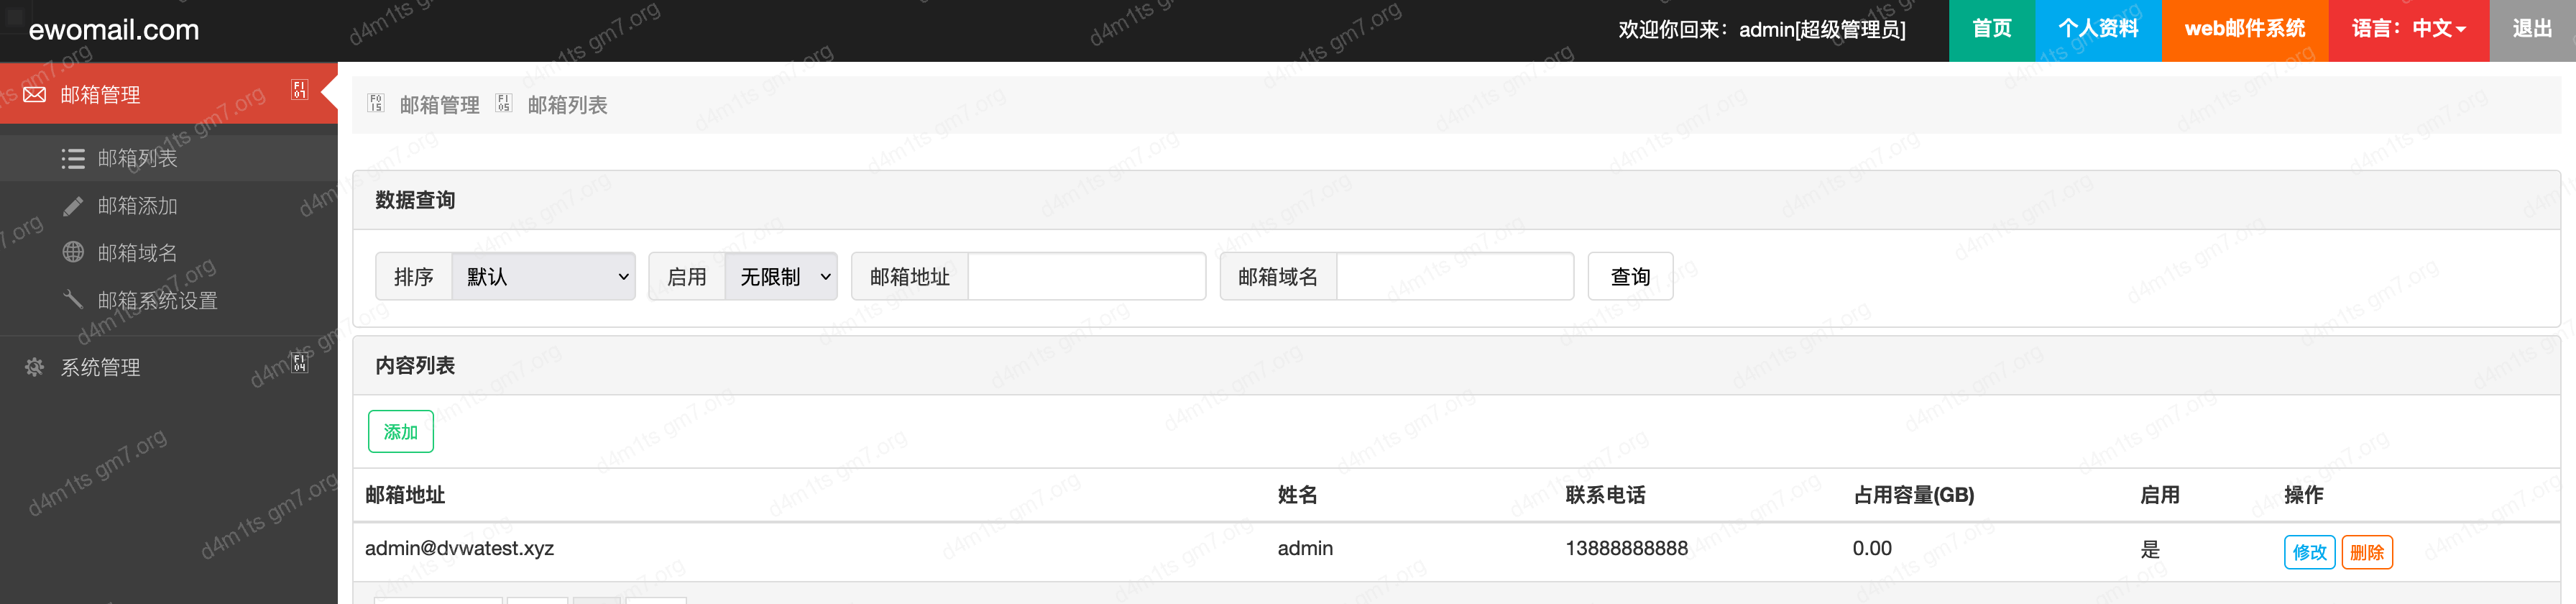 ewomail.com 欢迎你回来：admin[超级管理员] 首页 个人资料 web邮件系统 语言：中文 退出
邮箱管理
邮箱列表
邮箱添加
邮箱域名
邮箱系统设置
系统管理
邮箱管理 邮箱列表
数据查询
排序 默认 启用 无限制 邮箱地址 邮箱域名 查询
内容列表
添加
邮箱地址 姓名 联系电话 占用容量(GB) 启用 操作
admin@dvwatest.xyz admin 13888888888 0.00 是 修改 删除
d4m1ts gm7.org